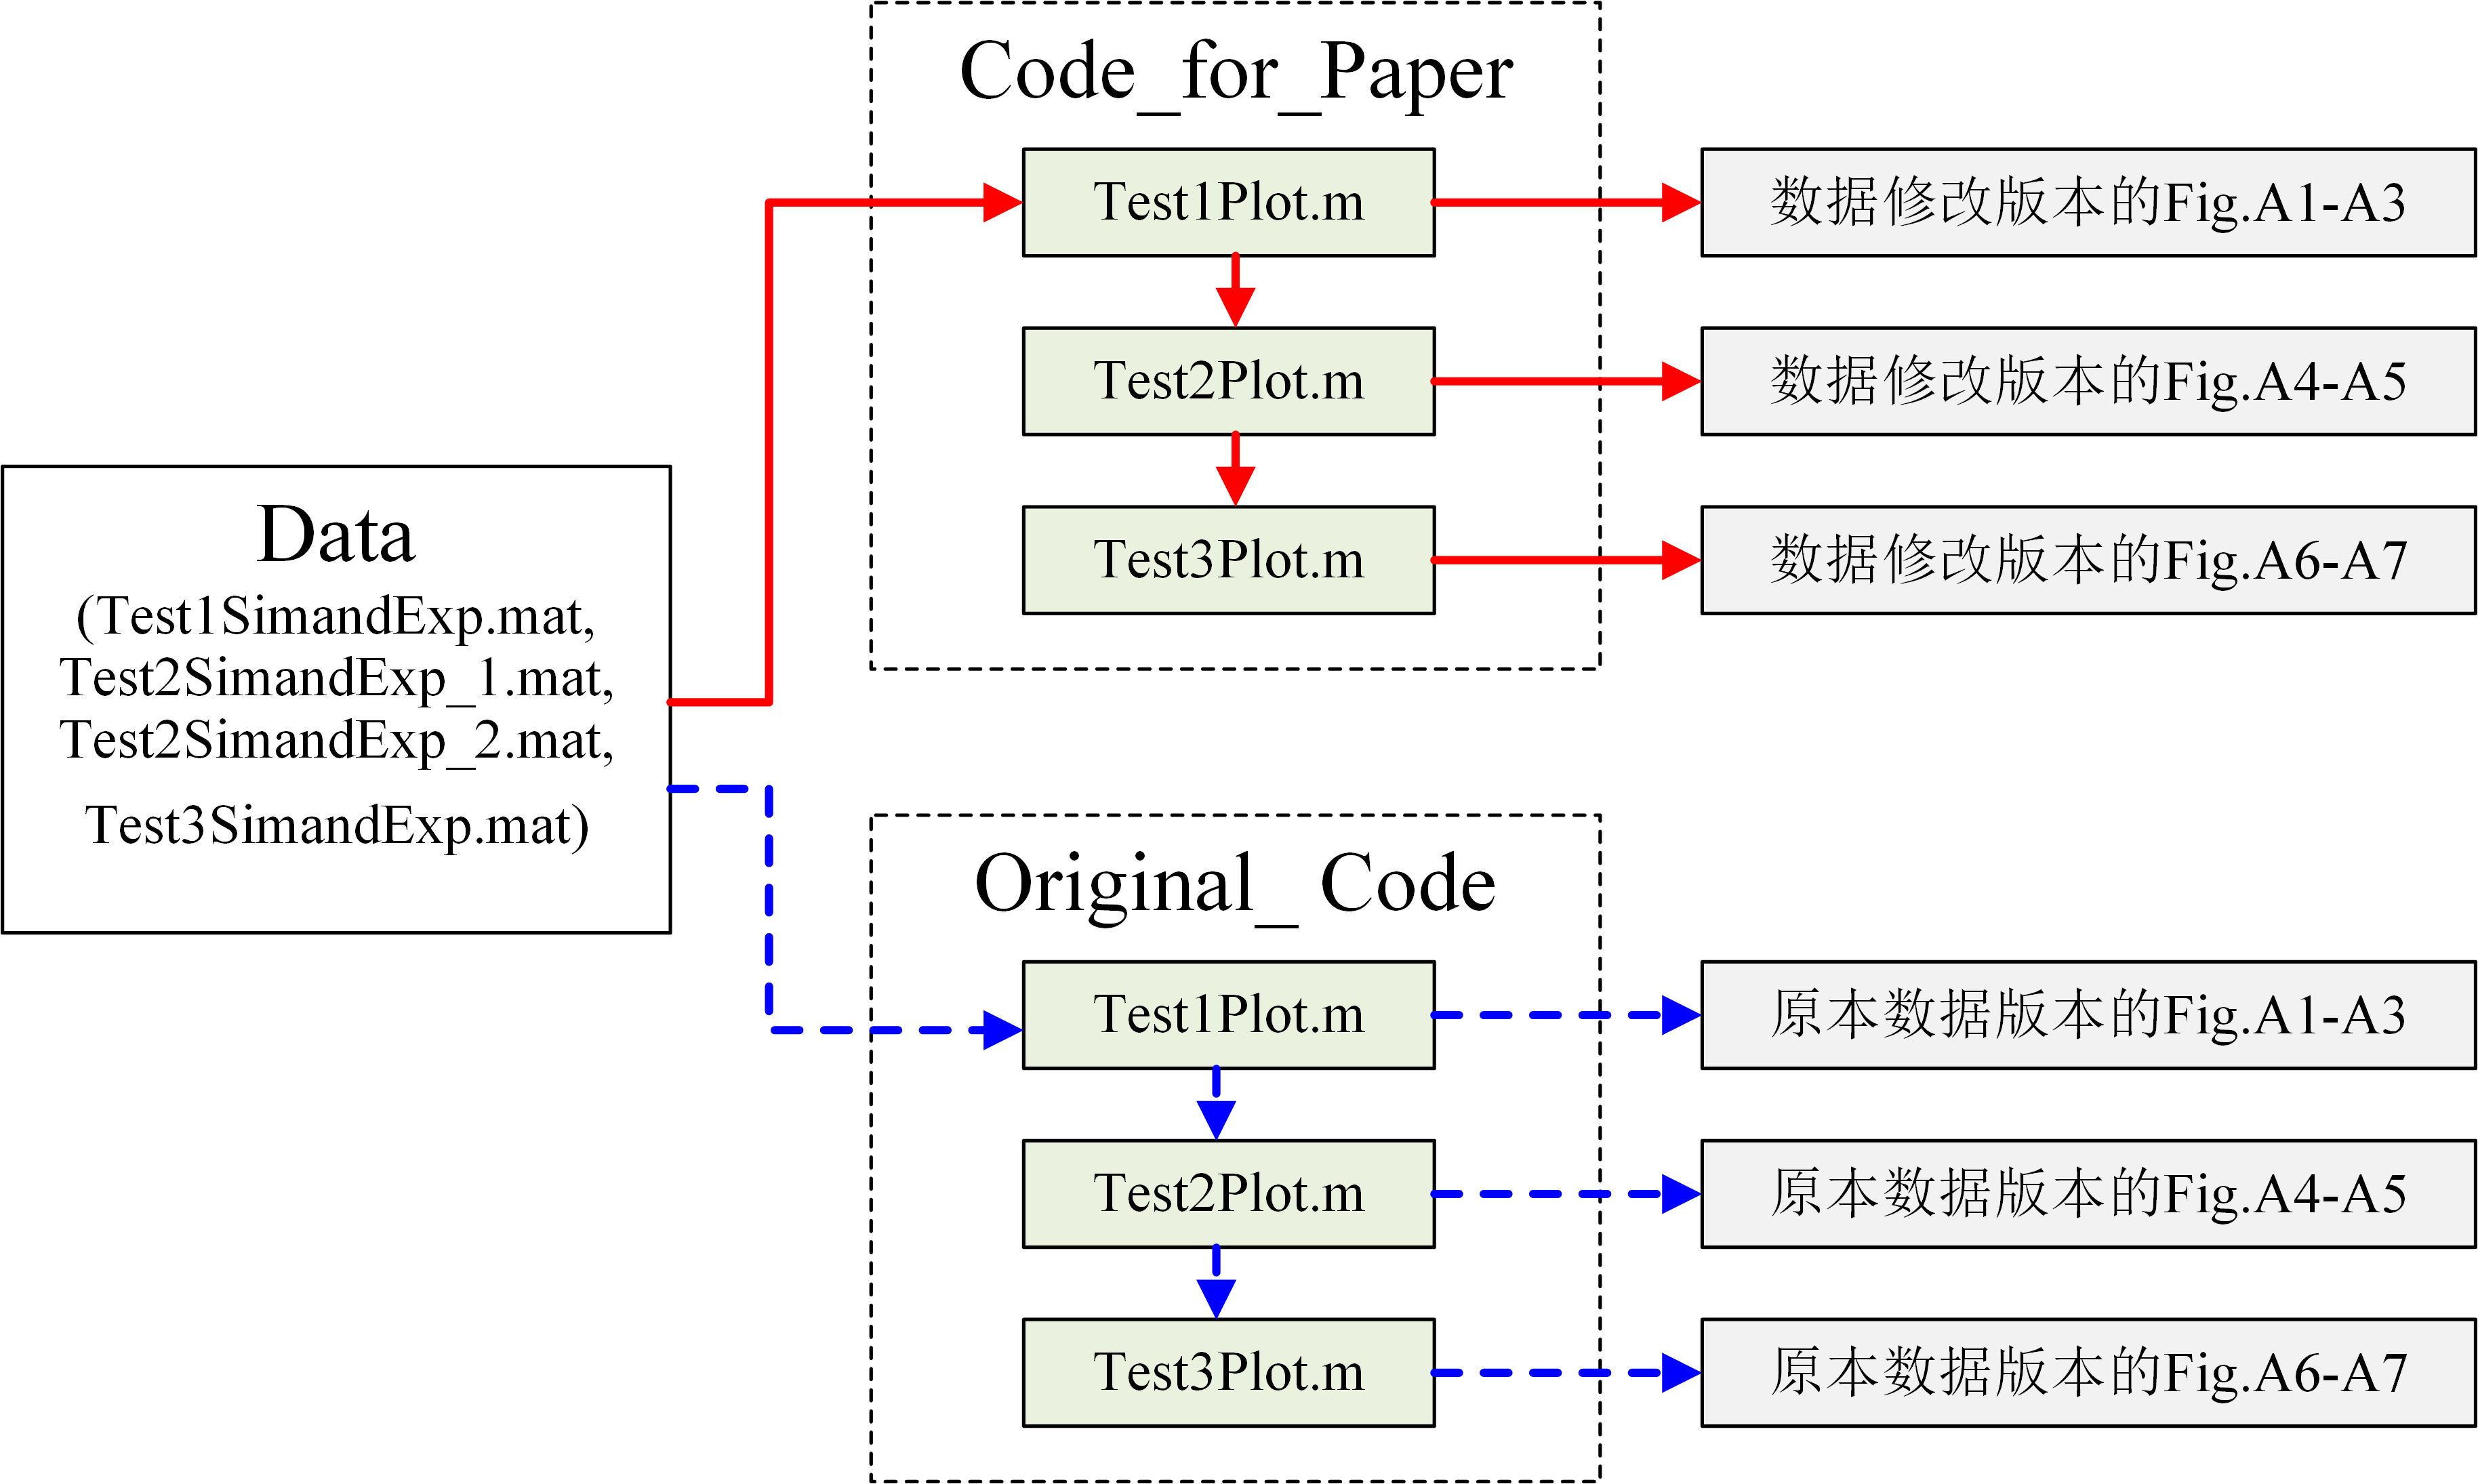 Code_for_Paper
Test1Plot.m
数据修改版本的Fig.A1-A3
Test2Plot.m
数据修改版本的Fig.A4-A5
Test3Plot.m
数据修改版本的Fig.A6-A7
Data
(Test1SimandExp.mat,
Test2SimandExp_1.mat,
Test2SimandExp_2.mat,
Test3SimandExp.mat)
Original_ Code
Test1Plot.m
原本数据版本的Fig.A1-A3
Test2Plot.m
原本数据版本的Fig.A4-A5
Test3Plot.m
原本数据版本的Fig.A6-A7